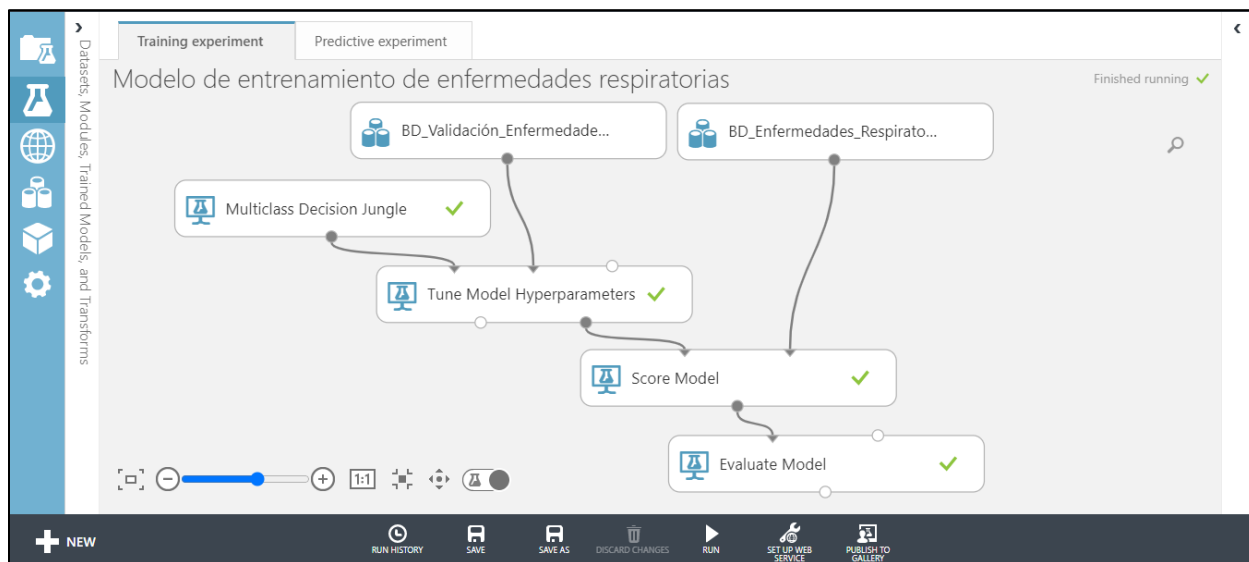 Training experiment
Predictive experiment
Modelo de entrenamiento de enfermedades respiratorias
Finished running
Datasets, Modules, Trained Models, and Transforms
BD_Validación_Enfermedade...
BD_Enfermedades_Respirato...
Multiclass Decision Jungle
Tune Model Hyperparameters
Score Model
Evaluate Model
1:1
NEW
RUN HISTORY
SAVE
SAVE AS
DISCARD CHANGES
RUN
SET UP WEB
SERVICE
PUBLISH TO
GALLERY